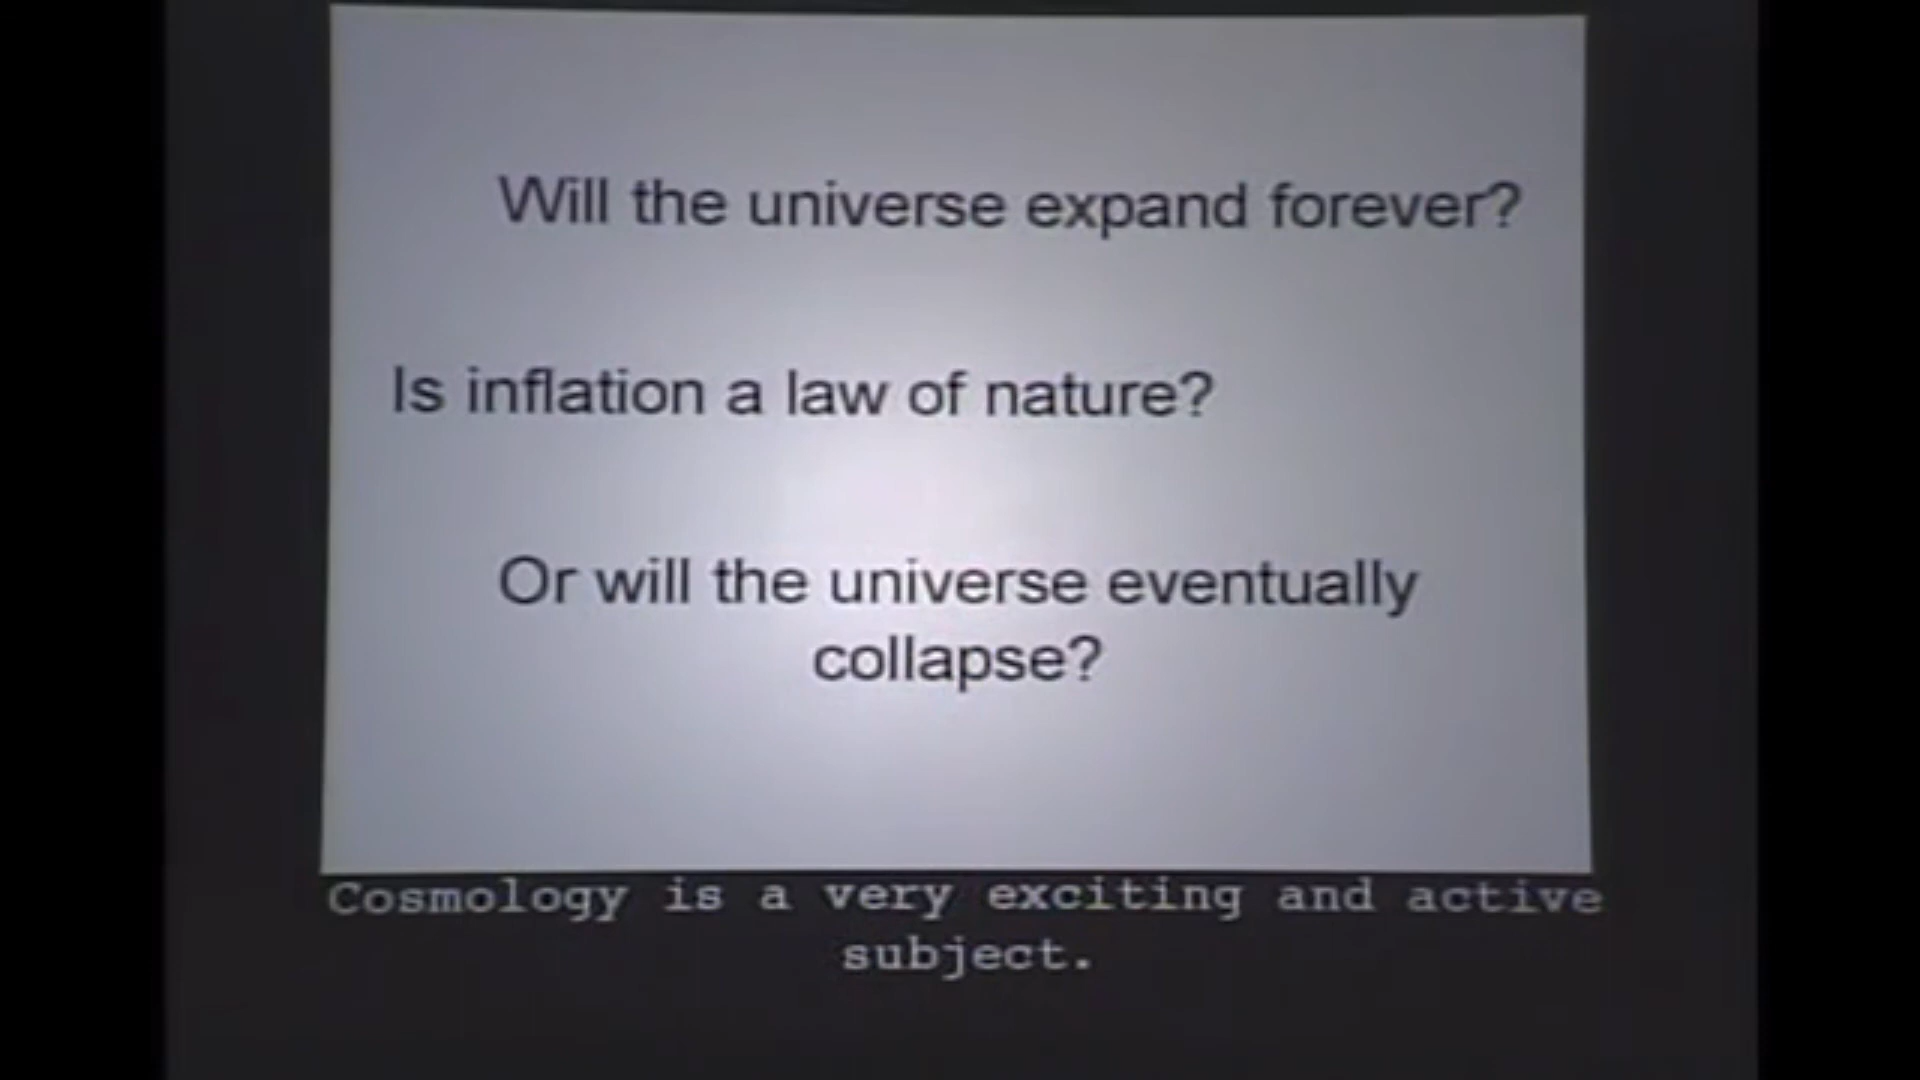 Will the universe expand forever?
Is inflation a law of nature?
Or will the universe eventually
collapse?
Cosmology is a very exciting and active
subject.